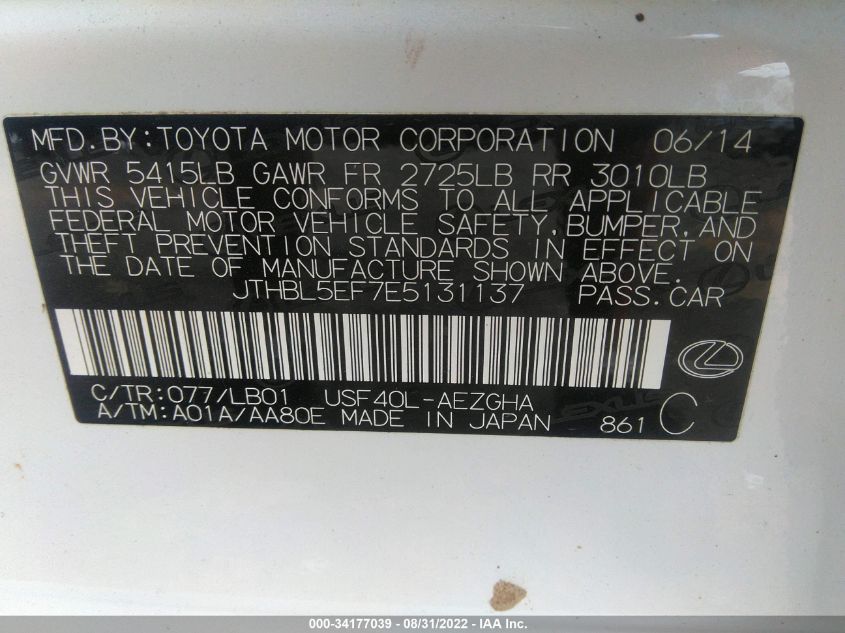 MFD.BY:TOYOTA MOTOR CORPORATION 06/14
GVWR 5415LB GAWR FR 2725LB RR 3010LB
THIS VEHICLE CONFORMS TO ALL APPLICABLE
FEDERAL MOTOR VEHICLE SAFETY,BUMPER,AND
THEFT PREVENTION STANDARDS IN EFFECT ON
THE DATE OF MANUFACTURE SHOWN ABOVE.
JTHBL5EF7E5131137 PASS.CAR
C/TR:077/LB01 USF40L-AEZGHA
A/TM:A01A/AA80E MADE IN JAPAN 861 C
000-34177039 - 08/31/2022 - IAA Inc.